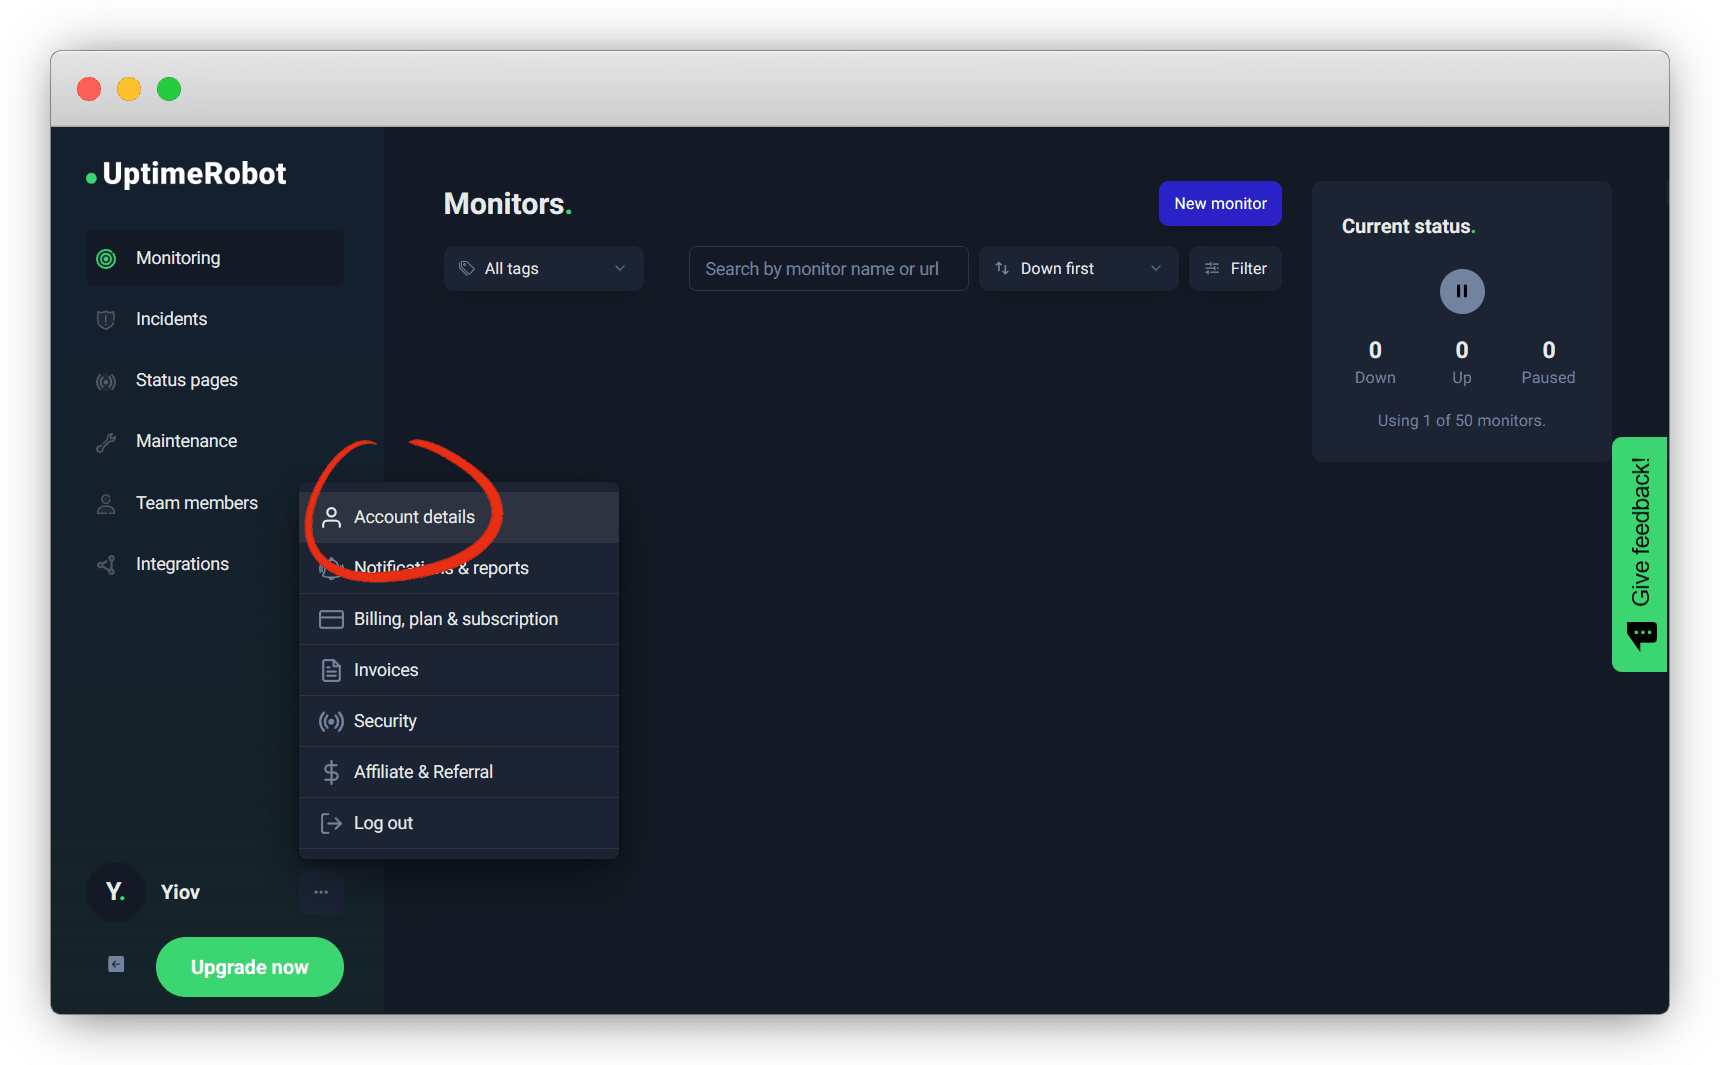 UptimeRobot
Monitoring
Incidents
Status pages
Maintenance
Team members
Integrations
Monitors.
New monitor
All tags
Search by monitor name or url
Down first
Filter
Current status.
0 0 0
Down Up Paused
Using 1 of 50 monitors.
Give feedback!
Account details
Notifications & reports
Billing, plan & subscription
Invoices
Security
Affiliate & Referral
Log out
Y. Yiov
Upgrade now